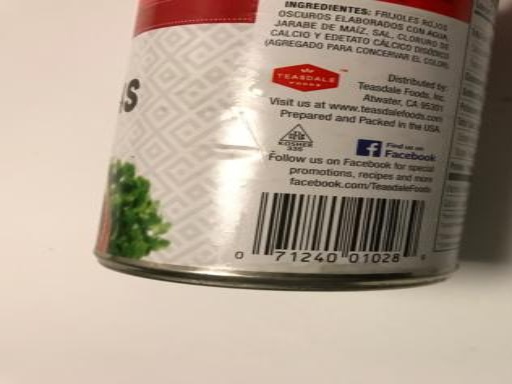 INGREDIENTES: FRIJOLES ROJOS
OSCUROS ELABORADOS CON AGUA,
JARABE DE MAÍZ, SAL, CLORURO DE
CALCIO Y EDETATO CÁLCICO DISÓDICO
(AGREGADO PARA CONSERVAR EL COLOR)
TEASDALE
FOODS
Distributed by:
Teasdale Foods, Inc.
Atwater, CA 95301
Visit us at www.teasdalefoods.com
Prepared and Packed in the USA
KOSHER
Find us on
Facebook
Follow us on Facebook for special
promotions, recipes and more
facebook.com/TeasdaleFoods
0 71240 01028